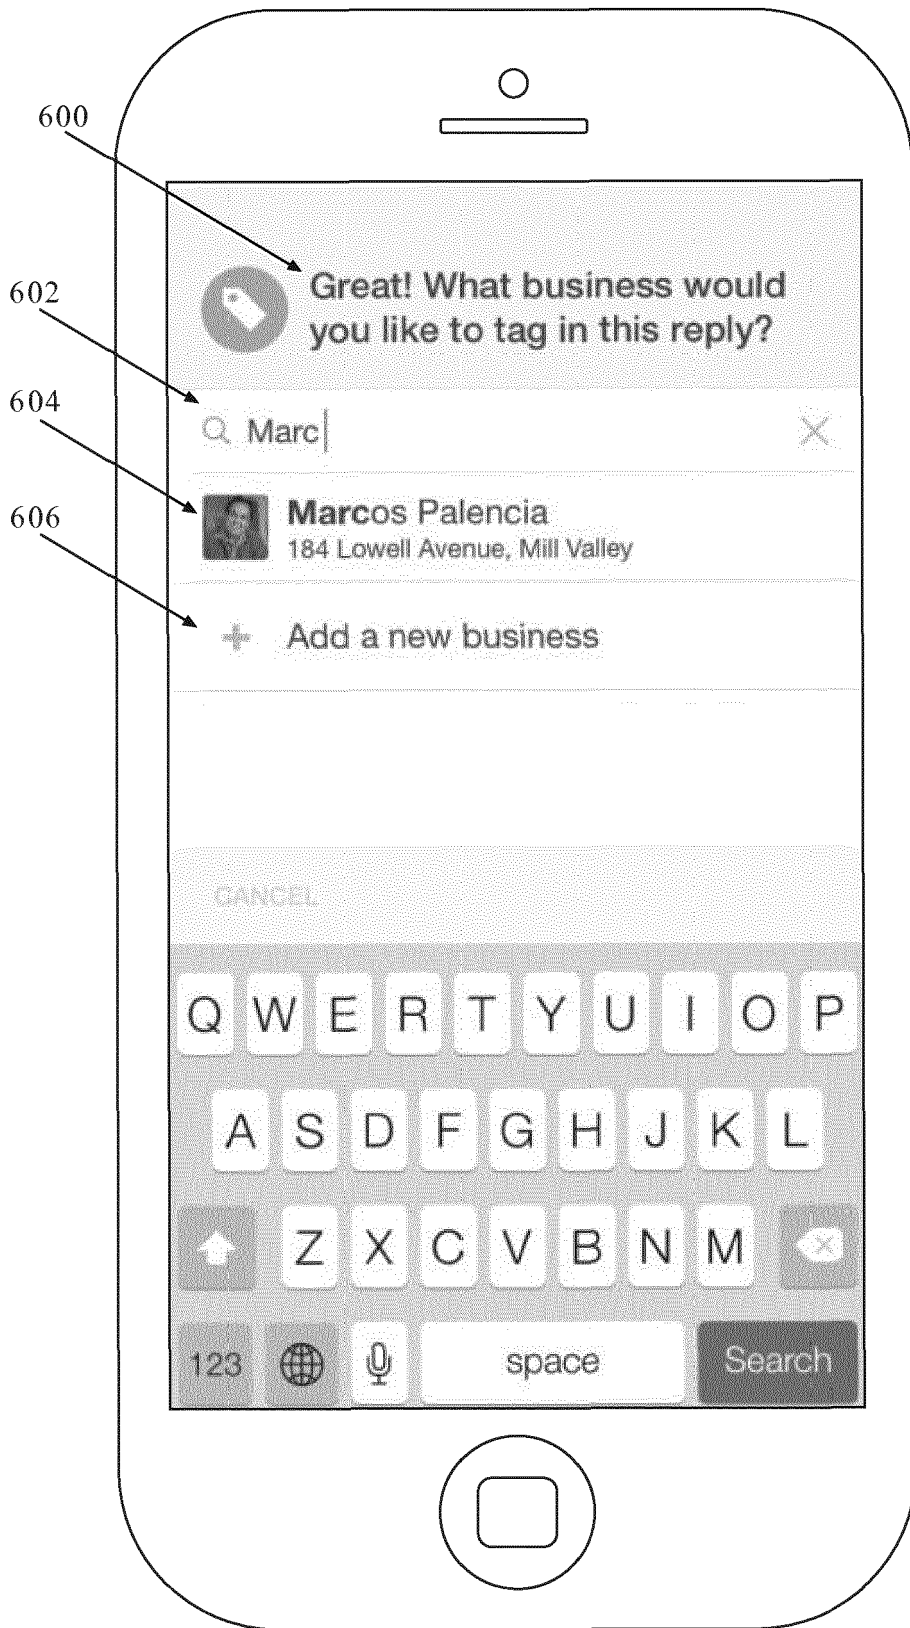 600
Great! What business would
you like to tag in this reply?
602
Marc
604
Marcos Palencia
184 Lowell Avenue, Mill Valley
606
Add a new business
CANCEL
Q W E R T Y U I O P
A S D F G H J K L
Z X C V B N M
123 space Search